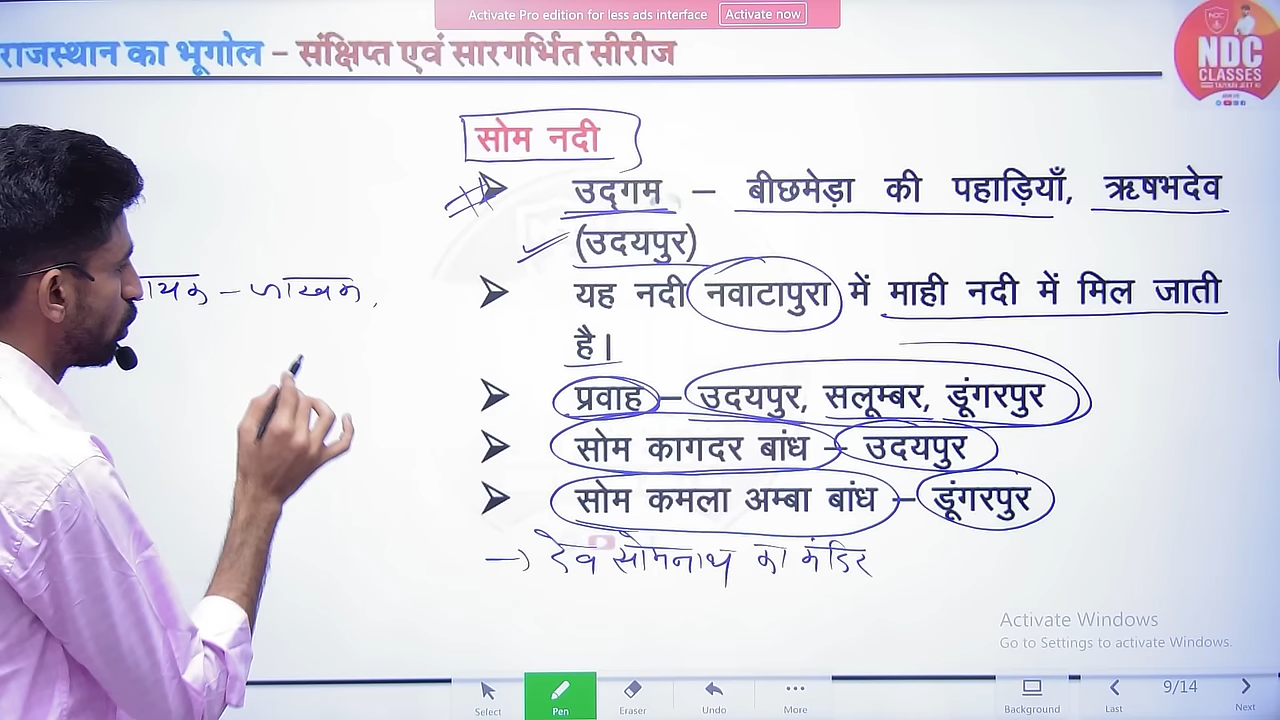 Activate Pro edition for less ads interface Activate now
राजस्थान का भूगोल – संक्षिप्त एवं सारगर्भित सीरीज
NDC
CLASSES
सोम नदी
उद्गम – बीछमेड़ा की पहाड़ियाँ, ऋषभदेव
(उदयपुर)
यह नदी नवाटापुरा में माही नदी में मिल जाती
है।
प्रवाह – उदयपुर, सलूम्बर, डूंगरपुर
सोम कागदर बांध – उदयपुर
सोम कमला अम्बा बांध – डूंगरपुर
→ देव सोमनाथ का मंदिर
– जाखम,
Activate Windows
Go to Settings to activate Windows.
Select Pen Eraser Undo More Background Last 9/14 Next